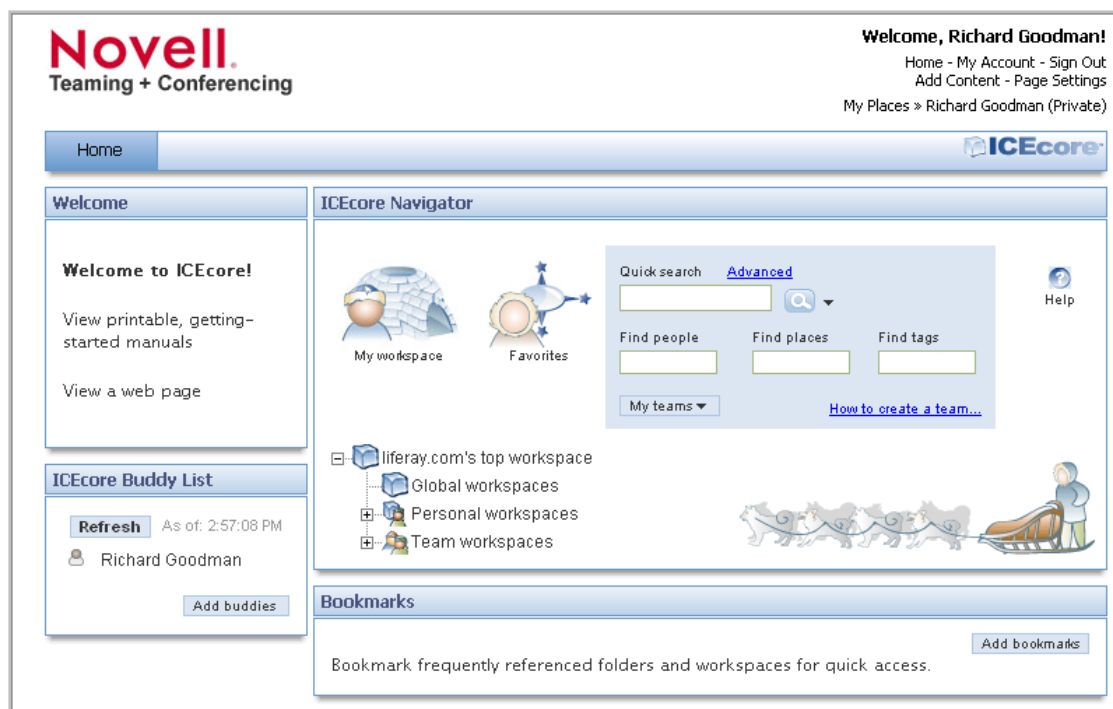 Novell.
Teaming + Conferencing
Welcome, Richard Goodman!
Home - My Account - Sign Out
Add Content - Page Settings
My Places » Richard Goodman (Private)
Home
ICEcore
Welcome
Welcome to ICEcore!
View printable, getting-
started manuals
View a web page
ICEcore Buddy List
Refresh As of: 2:57:08 PM
Richard Goodman
Add buddies
ICEcore Navigator
My workspace
Favorites
Quick search Advanced
Find people Find places Find tags
My teams How to create a team...
Help
liferay.com's top workspace
Global workspaces
Personal workspaces
Team workspaces
Bookmarks
Add bookmarks
Bookmark frequently referenced folders and workspaces for quick access.